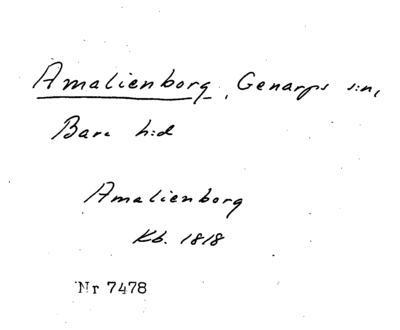 Amalienborg, Genarps s:n,
Bara h:d
Amalienborg
Kb. 1818
Nr 7478